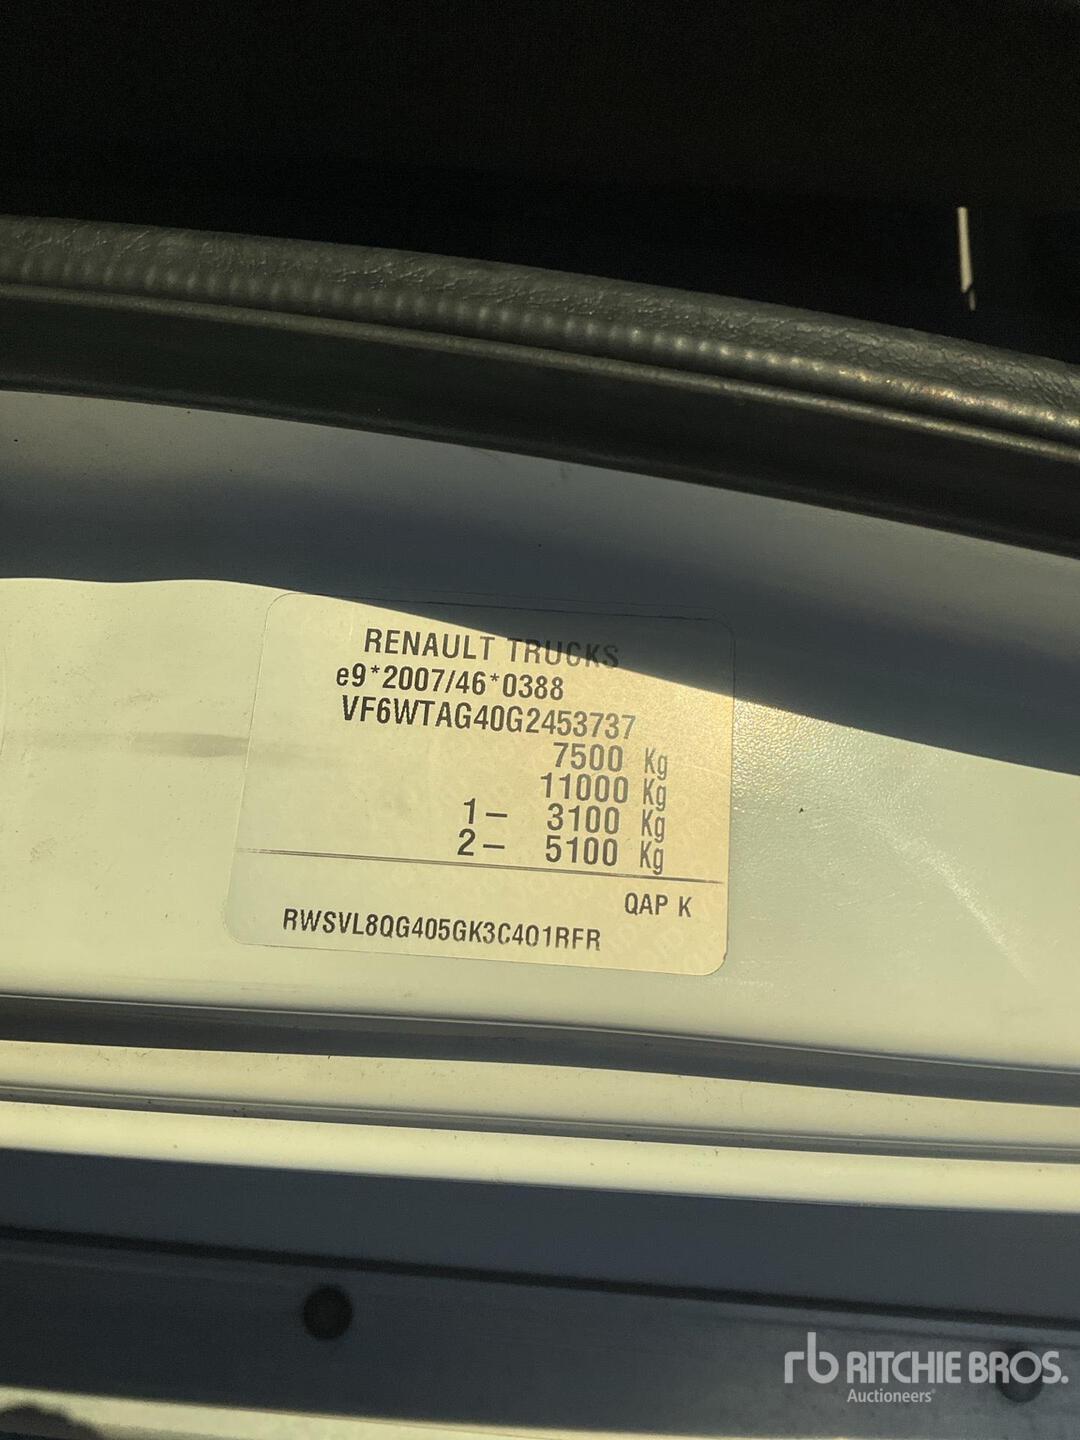 RENAULT TRUCKS
e9*2007/46*0388
VF6WTAG40G2453737
7500 Kg
11000 Kg
1- 3100 Kg
2- 5100 Kg
QAP K
RWSVL8QG405GK3C401RFR
rb RITCHIE BROS.
Auctioneers